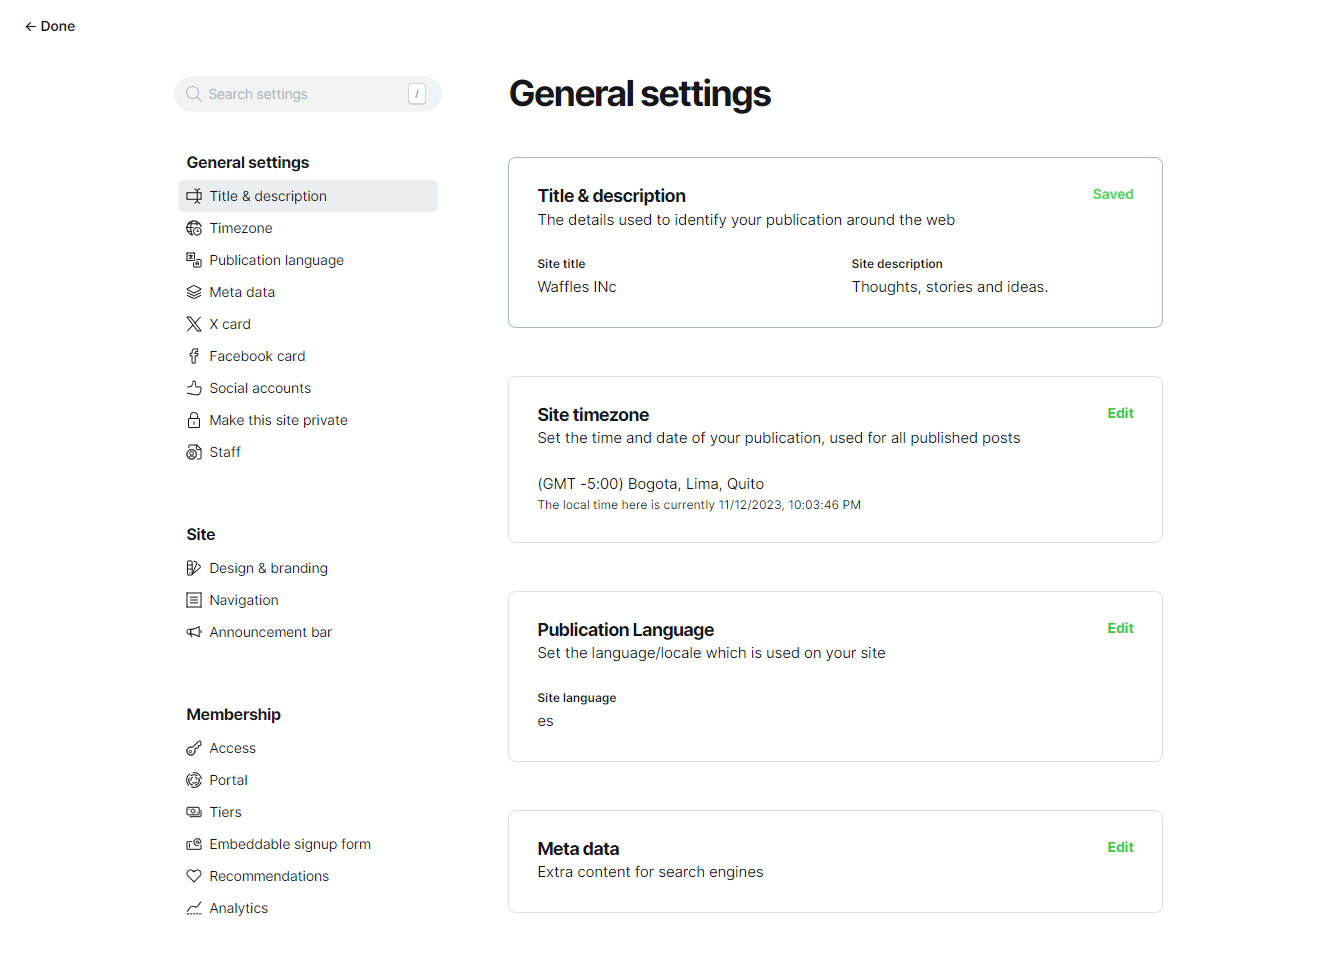 ← Done
Search settings /
General settings
Title & description
Timezone
Publication language
Meta data
X card
Facebook card
Social accounts
Make this site private
Staff
Site
Design & branding
Navigation
Announcement bar
Membership
Access
Portal
Tiers
Embeddable signup form
Recommendations
Analytics
General settings
Title & description
Saved
The details used to identify your publication around the web
Site title
Waffles INc
Site description
Thoughts, stories and ideas.
Site timezone
Edit
Set the time and date of your publication, used for all published posts
(GMT -5:00) Bogota, Lima, Quito
The local time here is currently 11/12/2023, 10:03:46 PM
Publication Language
Edit
Set the language/locale which is used on your site
Site language
es
Meta data
Edit
Extra content for search engines